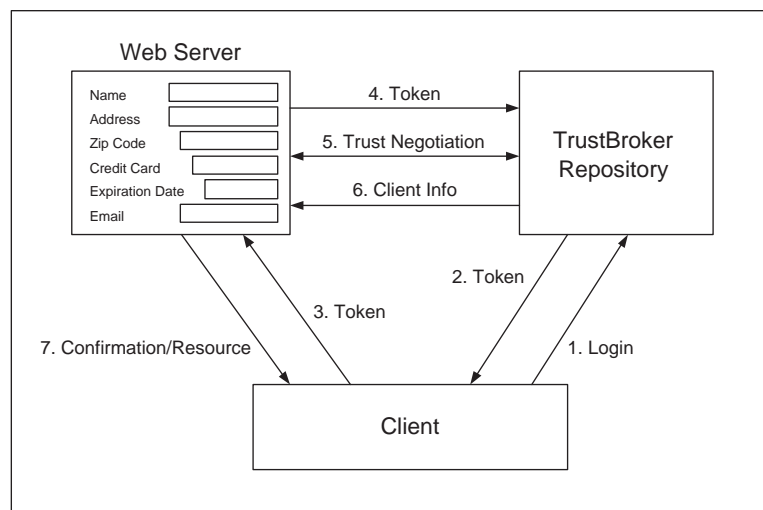 Web Server
Name
Address
Zip Code
Credit Card
Expiration Date
Email
4. Token
5. Trust Negotiation
6. Client Info
TrustBroker
Repository
2. Token
3. Token
7. Confirmation/Resource
1. Login
Client